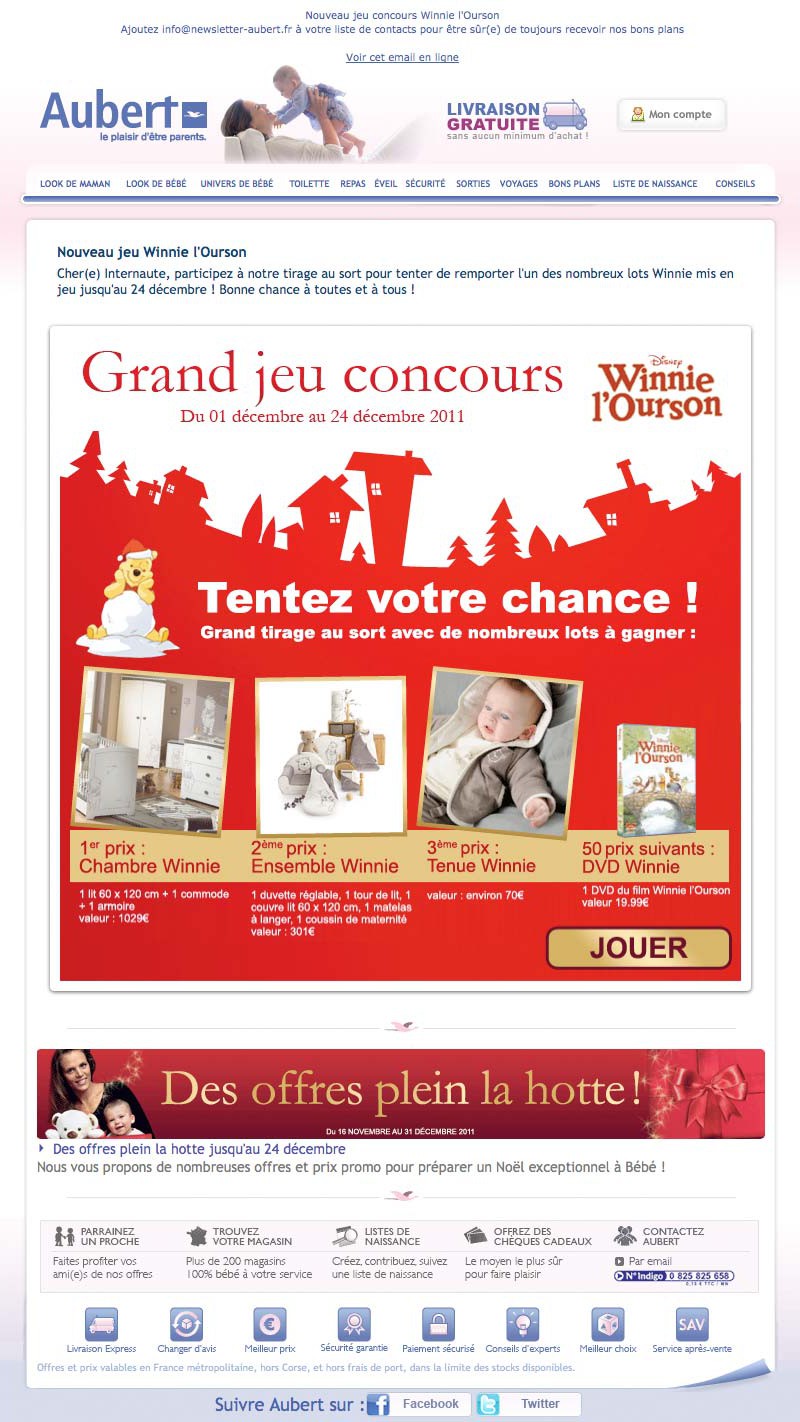 Nouveau jeu concours Winnie l'Ourson
Ajoutez info@newsletter-aubert.fr à votre liste de contacts pour être sûr(e) de toujours recevoir nos bons plans
Voir cet email en ligne
Aubert
le plaisir d'être parents.
LIVRAISON
GRATUITE
sans aucun minimum d'achat !
Mon compte
LOOK DE MAMAN LOOK DE BÉBÉ UNIVERS DE BÉBÉ TOILETTE REPAS ÉVEIL SÉCURITÉ SORTIES VOYAGES BONS PLANS LISTE DE NAISSANCE CONSEILS
Nouveau jeu Winnie l'Ourson
Cher(e) Internaute, participez à notre tirage au sort pour tenter de remporter l'un des nombreux lots Winnie mis en
jeu jusqu'au 24 décembre ! Bonne chance à toutes et à tous !
Grand jeu concours
Du 01 décembre au 24 décembre 2011
Disney
Winnie
l'Ourson
Tentez votre chance !
Grand tirage au sort avec de nombreux lots à gagner :
Disney
Winnie
l'Ourson
1er prix :
Chambre Winnie
1 lit 60 x 120 cm + 1 commode
+ 1 armoire
valeur : 1029€
2ème prix :
Ensemble Winnie
1 duvette réglable, 1 tour de lit, 1
couvre lit 60 x 120 cm, 1 matelas
à langer, 1 coussin de maternité
valeur : 301€
3ème prix :
Tenue Winnie
valeur : environ 70€
50 prix suivants :
DVD Winnie
1 DVD du film Winnie l'Ourson
valeur 19.99€
JOUER
Des offres plein la hotte !
DU 16 NOVEMBRE AU 31 DÉCEMBRE 2011
Des offres plein la hotte jusqu'au 24 décembre
Nous vous propons de nombreuses offres et prix promo pour préparer un Noël exceptionnel à Bébé !
PARRAINEZ
UN PROCHE
Faites profiter vos
ami(e)s de nos offres
TROUVEZ
VOTRE MAGASIN
Plus de 200 magasins
100% bébé à votre service
LISTES DE
NAISSANCE
Créez, contribuez, suivez
une liste de naissance
OFFREZ DES
CHÈQUES CADEAUX
Le moyen le plus sûr
pour faire plaisir
CONTACTEZ
AUBERT
Par email
N°Indigo 0 825 825 658
0,15 € TTC / MN
SAV
Livraison Express Changer d'avis Meilleur prix Sécurité garantie Paiement sécurisé Conseils d'experts Meilleur choix Service après-vente
Offres et prix valables en France métropolitaine, hors Corse, et hors frais de port, dans la limite des stocks disponibles.
Suivre Aubert sur : Facebook Twitter